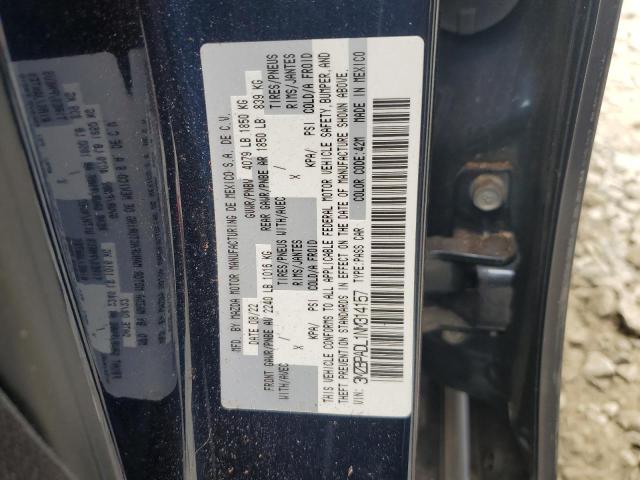 MFD. BY MAZDA MOTOR MANUFACTURING DE MEXICO S.A. DE C.V.
DATE 08/22 GVWR/PNBV 4079 LB 1850 KG
FRONT GAWR/PNBE AV 2240 LB 1016 KG REAR GAWR/PNBE AR 1850 LB 839 KG
WITH/AVEC / TIRES/PNEUS WITH/AVEC / TIRES/PNEUS
X RIMS/JANTES X RIMS/JANTES
KPA/ PSI COLD/A FROID KPA/ PSI COLD/A FROID
THIS VEHICLE CONFORMS TO ALL APPLICABLE FEDERAL MOTOR VEHICLE SAFETY, BUMPER, AND
THEFT PREVENTION STANDARDS IN EFFECT ON THE DATE OF MANUFACTURE SHOWN ABOVE.
COLOR CODE: 42M MADE IN MEXICO
VIN: 3MZBPADL1NM314157 TYPE: PASS CAR